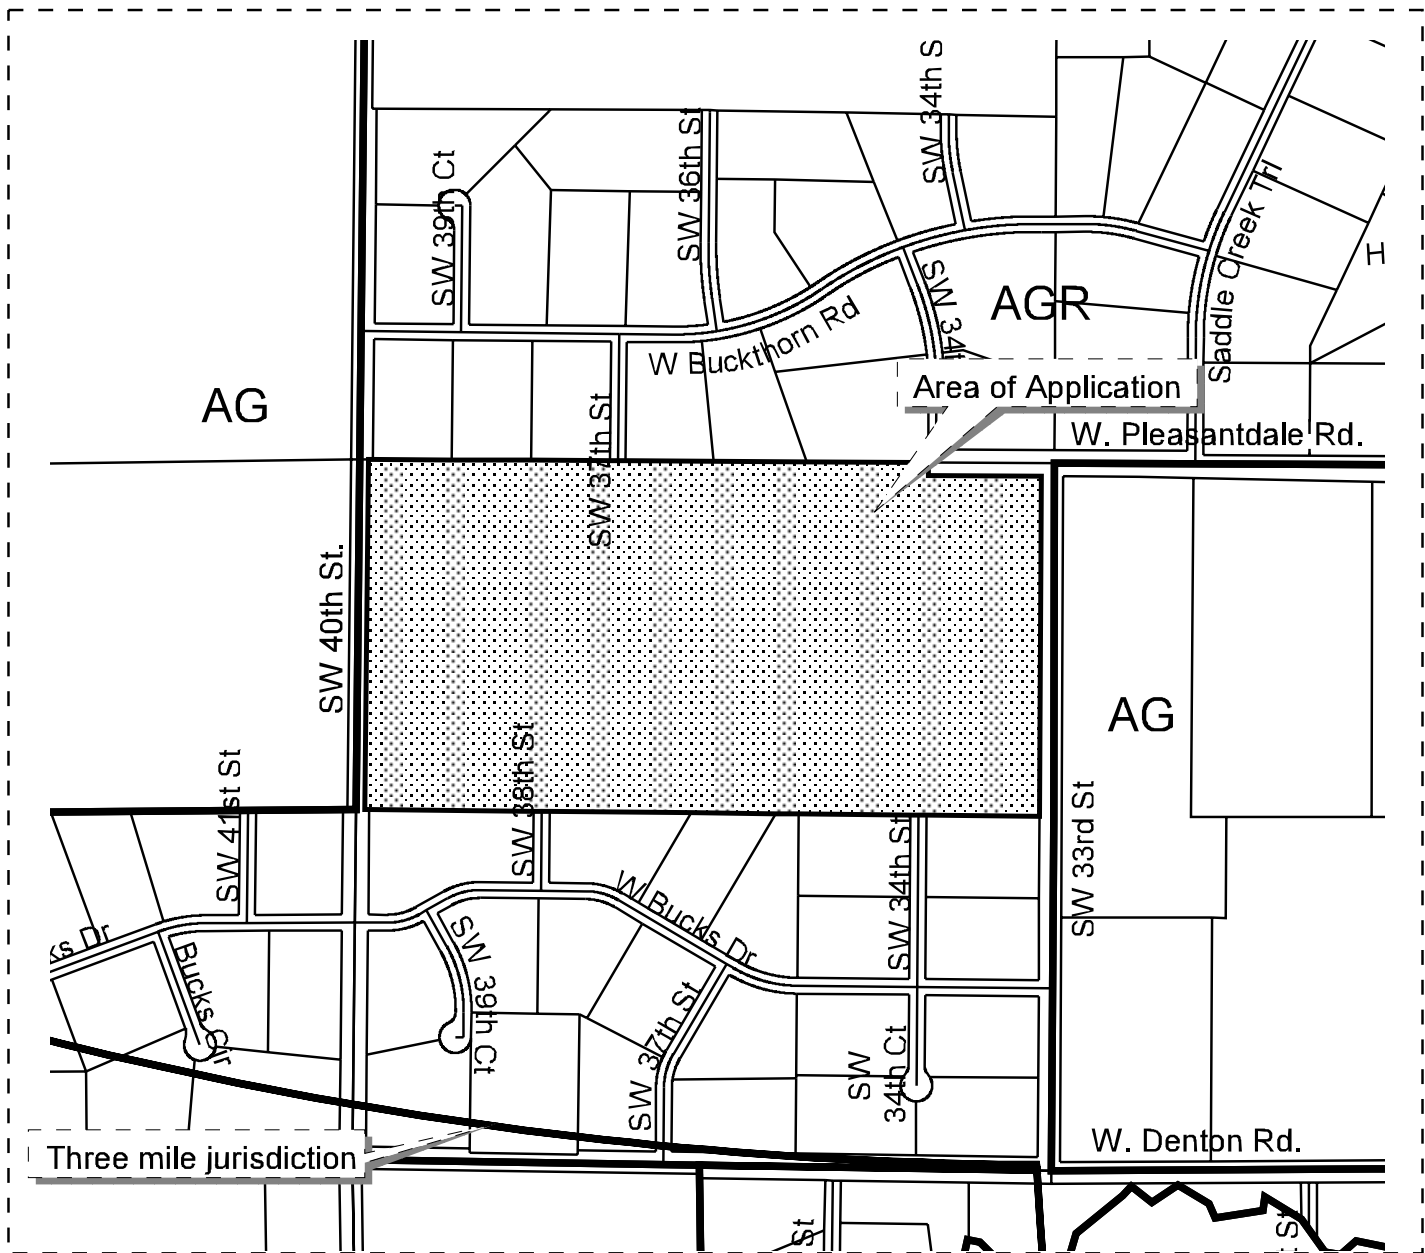 SW 34th S
SW 36th St
SW 39th Ct
Saddle Creek Trl
H
SW 34t
AGR
W Buckthorn Rd
Area of Application
AG
SW 37th St
W. Pleasantdale Rd.
SW 40th St.
AG
SW 38th St
SW 41st St
SW 34th St
SW 33rd St
W Bucks Dr
ks Dr
SW 39th Ct
Bucks Cir
SW 37th St
SW
34th Ct
W. Denton Rd.
Three mile jurisdiction
St
St